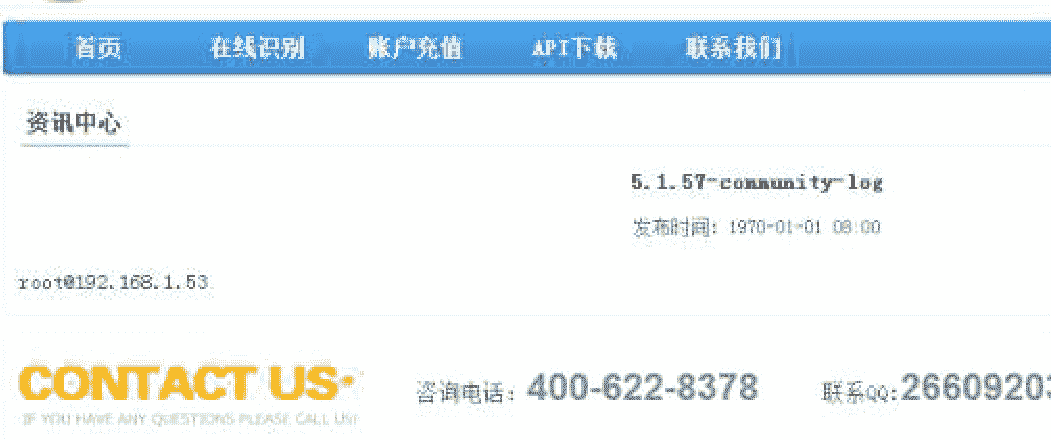 首页 在线识别 账户充值 API下载 联系我们
资讯中心
5.1.57-community-log
发布时间: 1970-01-01 08:00
root@192.168.1.53
CONTACT US 咨询电话: 400-622-8378 联系QQ:2660920
IF YOU HAVE ANY QUESTIONS PLEASE CALL US!